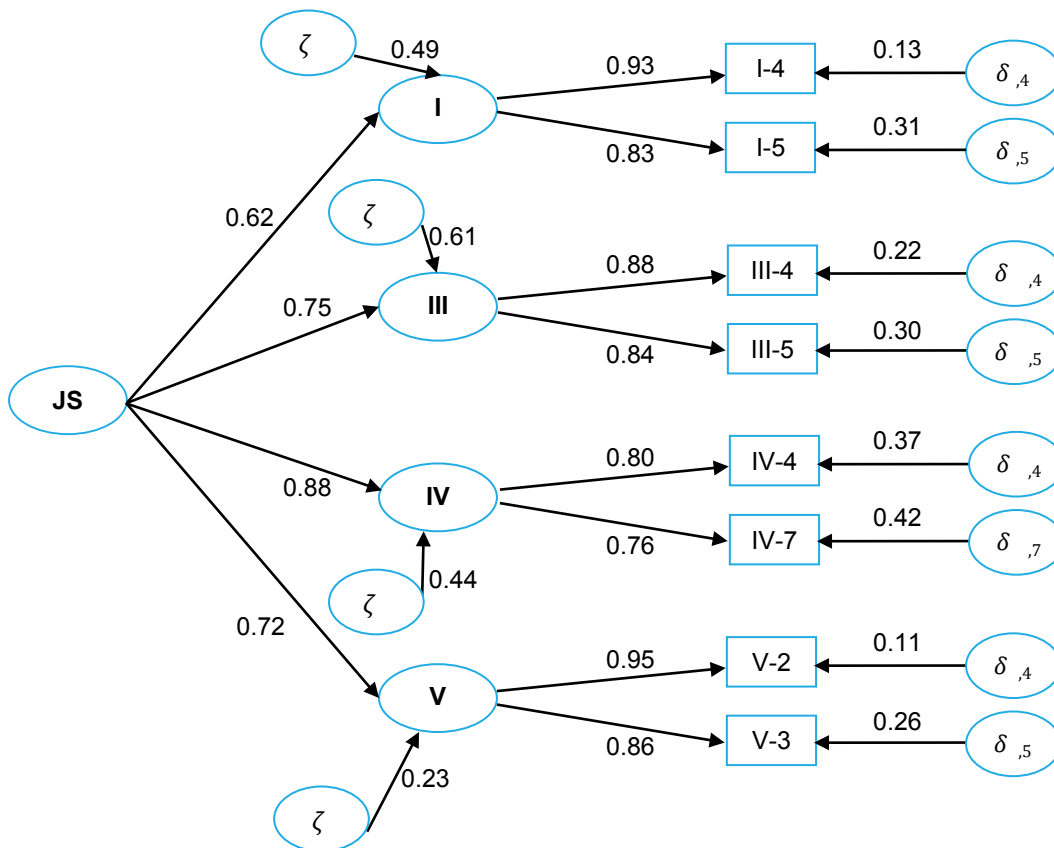 ζ
0.49
I
0.93
I-4
0.13
δ ,4
0.83
I-5
0.31
δ ,5
0.62
ζ
0.61
III
0.88
III-4
0.22
δ ,4
0.75
0.84
III-5
0.30
δ ,5
JS
0.88
IV
0.80
IV-4
0.37
δ ,4
0.76
IV-7
0.42
δ ,7
ζ
0.44
0.72
V
0.95
V-2
0.11
δ ,4
0.86
V-3
0.26
δ ,5
ζ
0.23